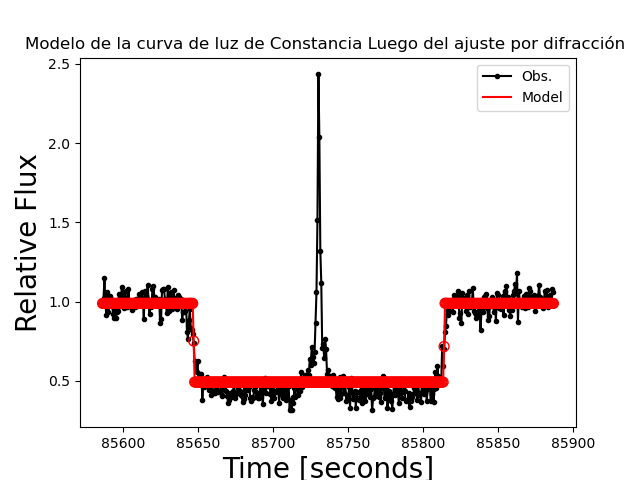 Modelo de la curva de luz de Constancia Luego del ajuste por difracción
Obs.
Model
Relative Flux
2.5
2.0
1.5
1.0
0.5
85600 85650 85700 85750 85800 85850 85900
Time [seconds]